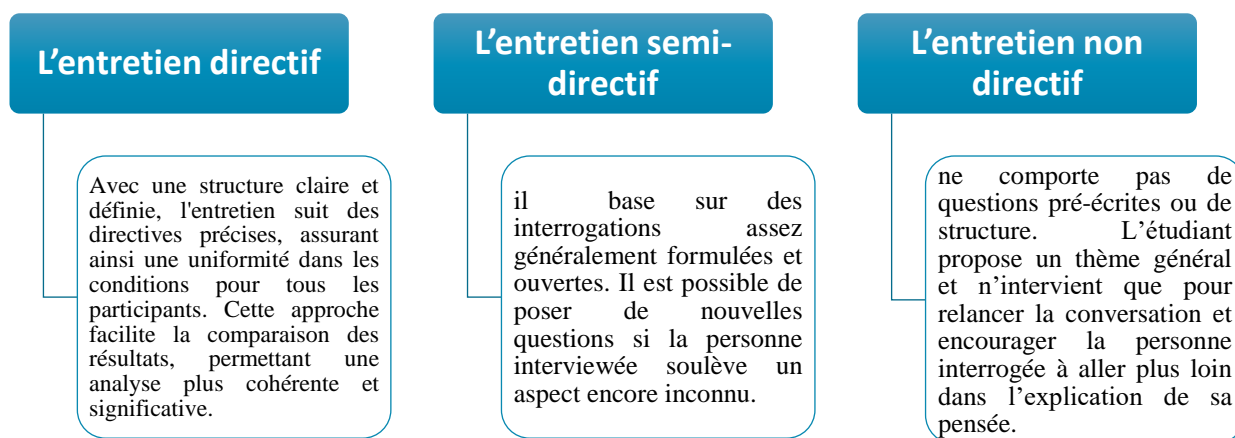 L'entretien directif
Avec une structure claire et
définie, l'entretien suit des
directives précises, assurant
ainsi une uniformité dans les
conditions pour tous les
participants. Cette approche
facilite la comparaison des
résultats, permettant une
analyse plus cohérente et
significative.
L'entretien semi-
directif
il base sur des
interrogations assez
généralement formulées et
ouvertes. Il est possible de
poser de nouvelles
questions si la personne
interviewée soulève un
aspect encore inconnu.
L'entretien non
directif
ne comporte pas de
questions pré-écrites ou de
structure. L’étudiant
propose un thème général
et n’intervient que pour
relancer la conversation et
encourager la personne
interrogée à aller plus loin
dans l’explication de sa
pensée.